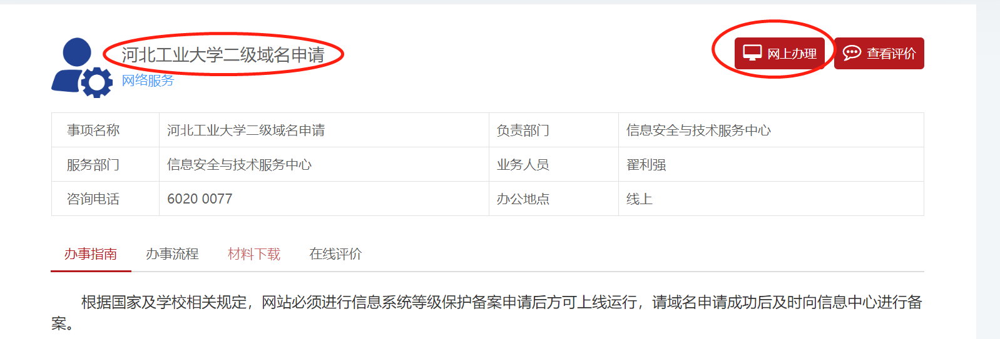 河北工业大学二级域名申请
网络服务
网上办理
查看评价
事项名称 河北工业大学二级域名申请 负责部门 信息安全与技术服务中心
服务部门 信息安全与技术服务中心 业务人员 翟利强
咨询电话 6020 0077 办公地点 线上
办事指南 办事流程 材料下载 在线评价
根据国家及学校相关规定，网站必须进行信息系统等级保护备案申请后方可上线运行，请域名申请成功后及时向信息中心进行备
案。